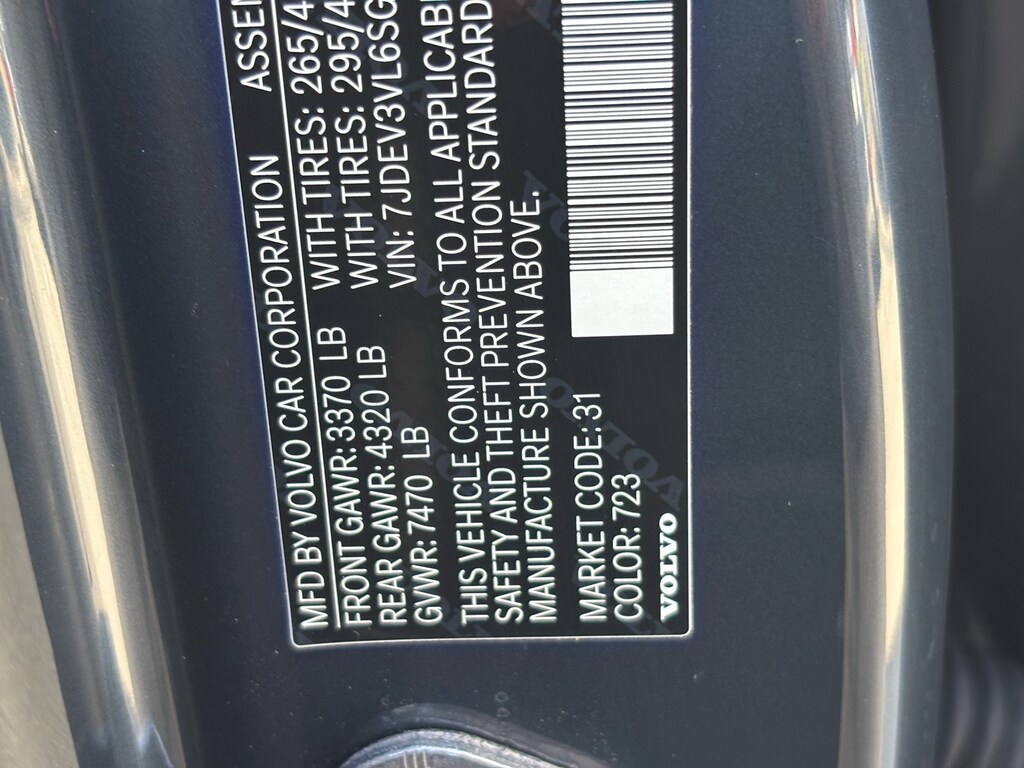 MFD BY VOLVO CAR CORPORATION ASSEM
FRONT GAWR: 3370 LB WITH TIRES: 265/4
REAR GAWR: 4320 LB WITH TIRES: 295/4
GVWR: 7470 LB VIN: 7JDEV3VL6SG
THIS VEHICLE CONFORMS TO ALL APPLICABL
SAFETY AND THEFT PREVENTION STANDARD
MANUFACTURE SHOWN ABOVE.
MARKET CODE: 31
COLOR: 723
VOLVO